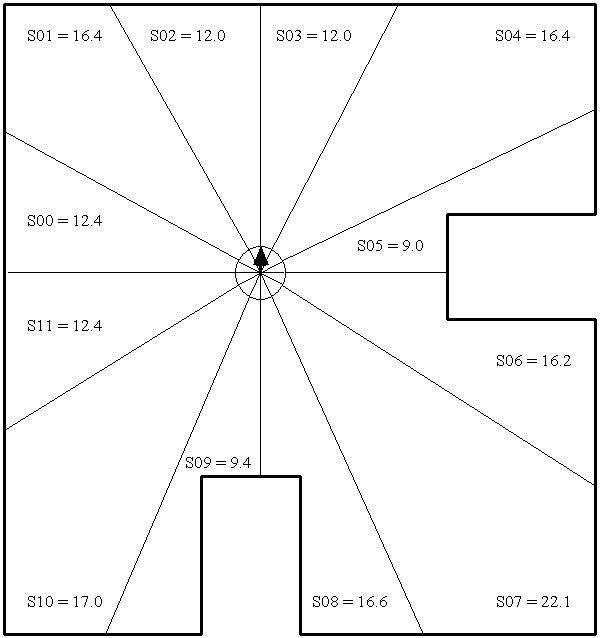 S01 = 16.4
S02 = 12.0
S03 = 12.0
S04 = 16.4
S00 = 12.4
S05 = 9.0
S11 = 12.4
S06 = 16.2
S09 = 9.4
S10 = 17.0
S08 = 16.6
S07 = 22.1